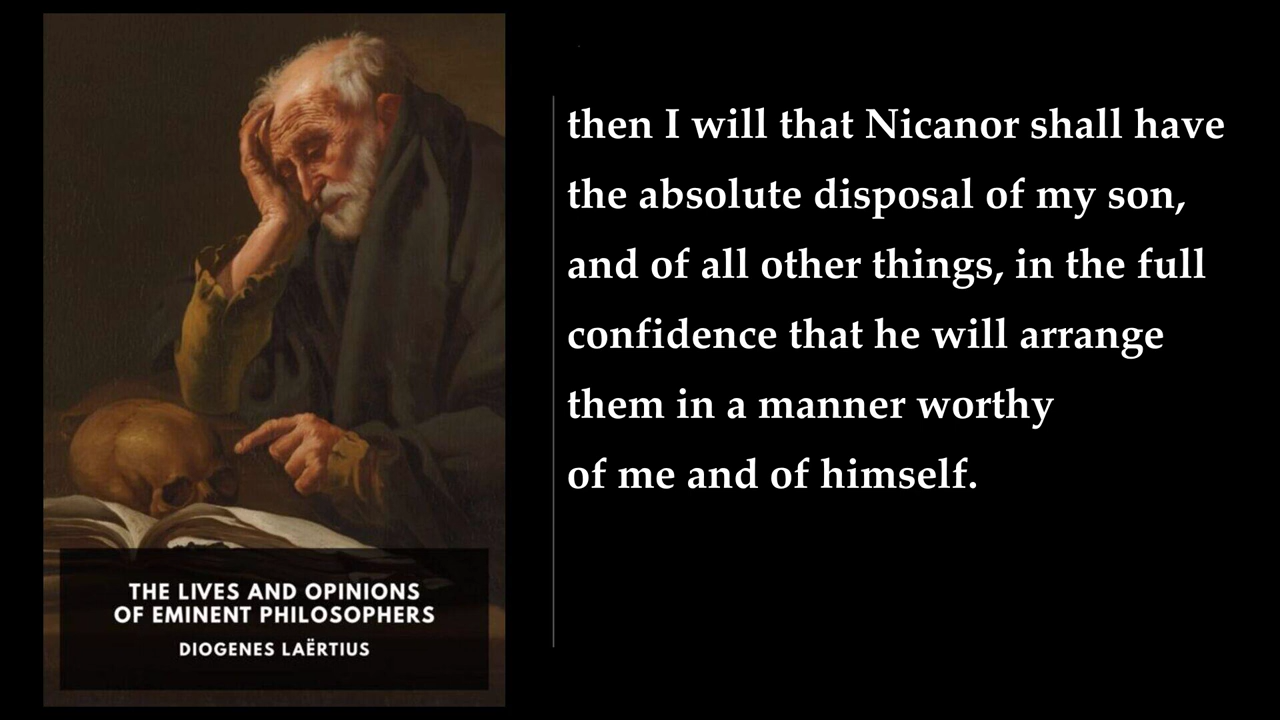 then I will that Nicanor shall have
the absolute disposal of my son,
and of all other things, in the full
confidence that he will arrange
them in a manner worthy
of me and of himself.
THE LIVES AND OPINIONS
OF EMINENT PHILOSOPHERS
DIOGENES LAËRTIUS